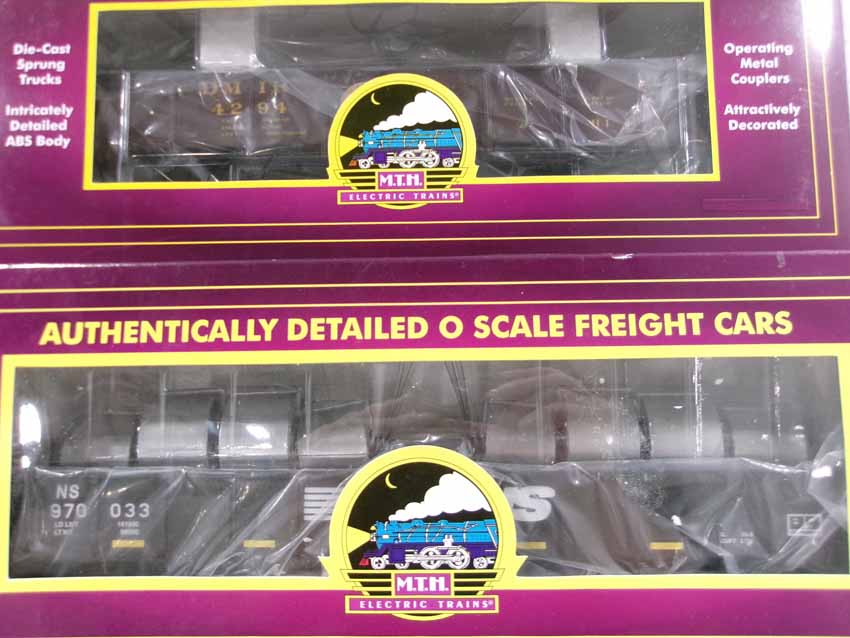 Die-Cast
Sprung
Trucks
Intricately
Detailed
ABS Body
Operating
Metal
Couplers
Attractively
Decorated
4294
M.T.H.
ELECTRIC TRAINS®
AUTHENTICALLY DETAILED O SCALE FREIGHT CARS
NS
970 033
M.T.H.
ELECTRIC TRAINS®